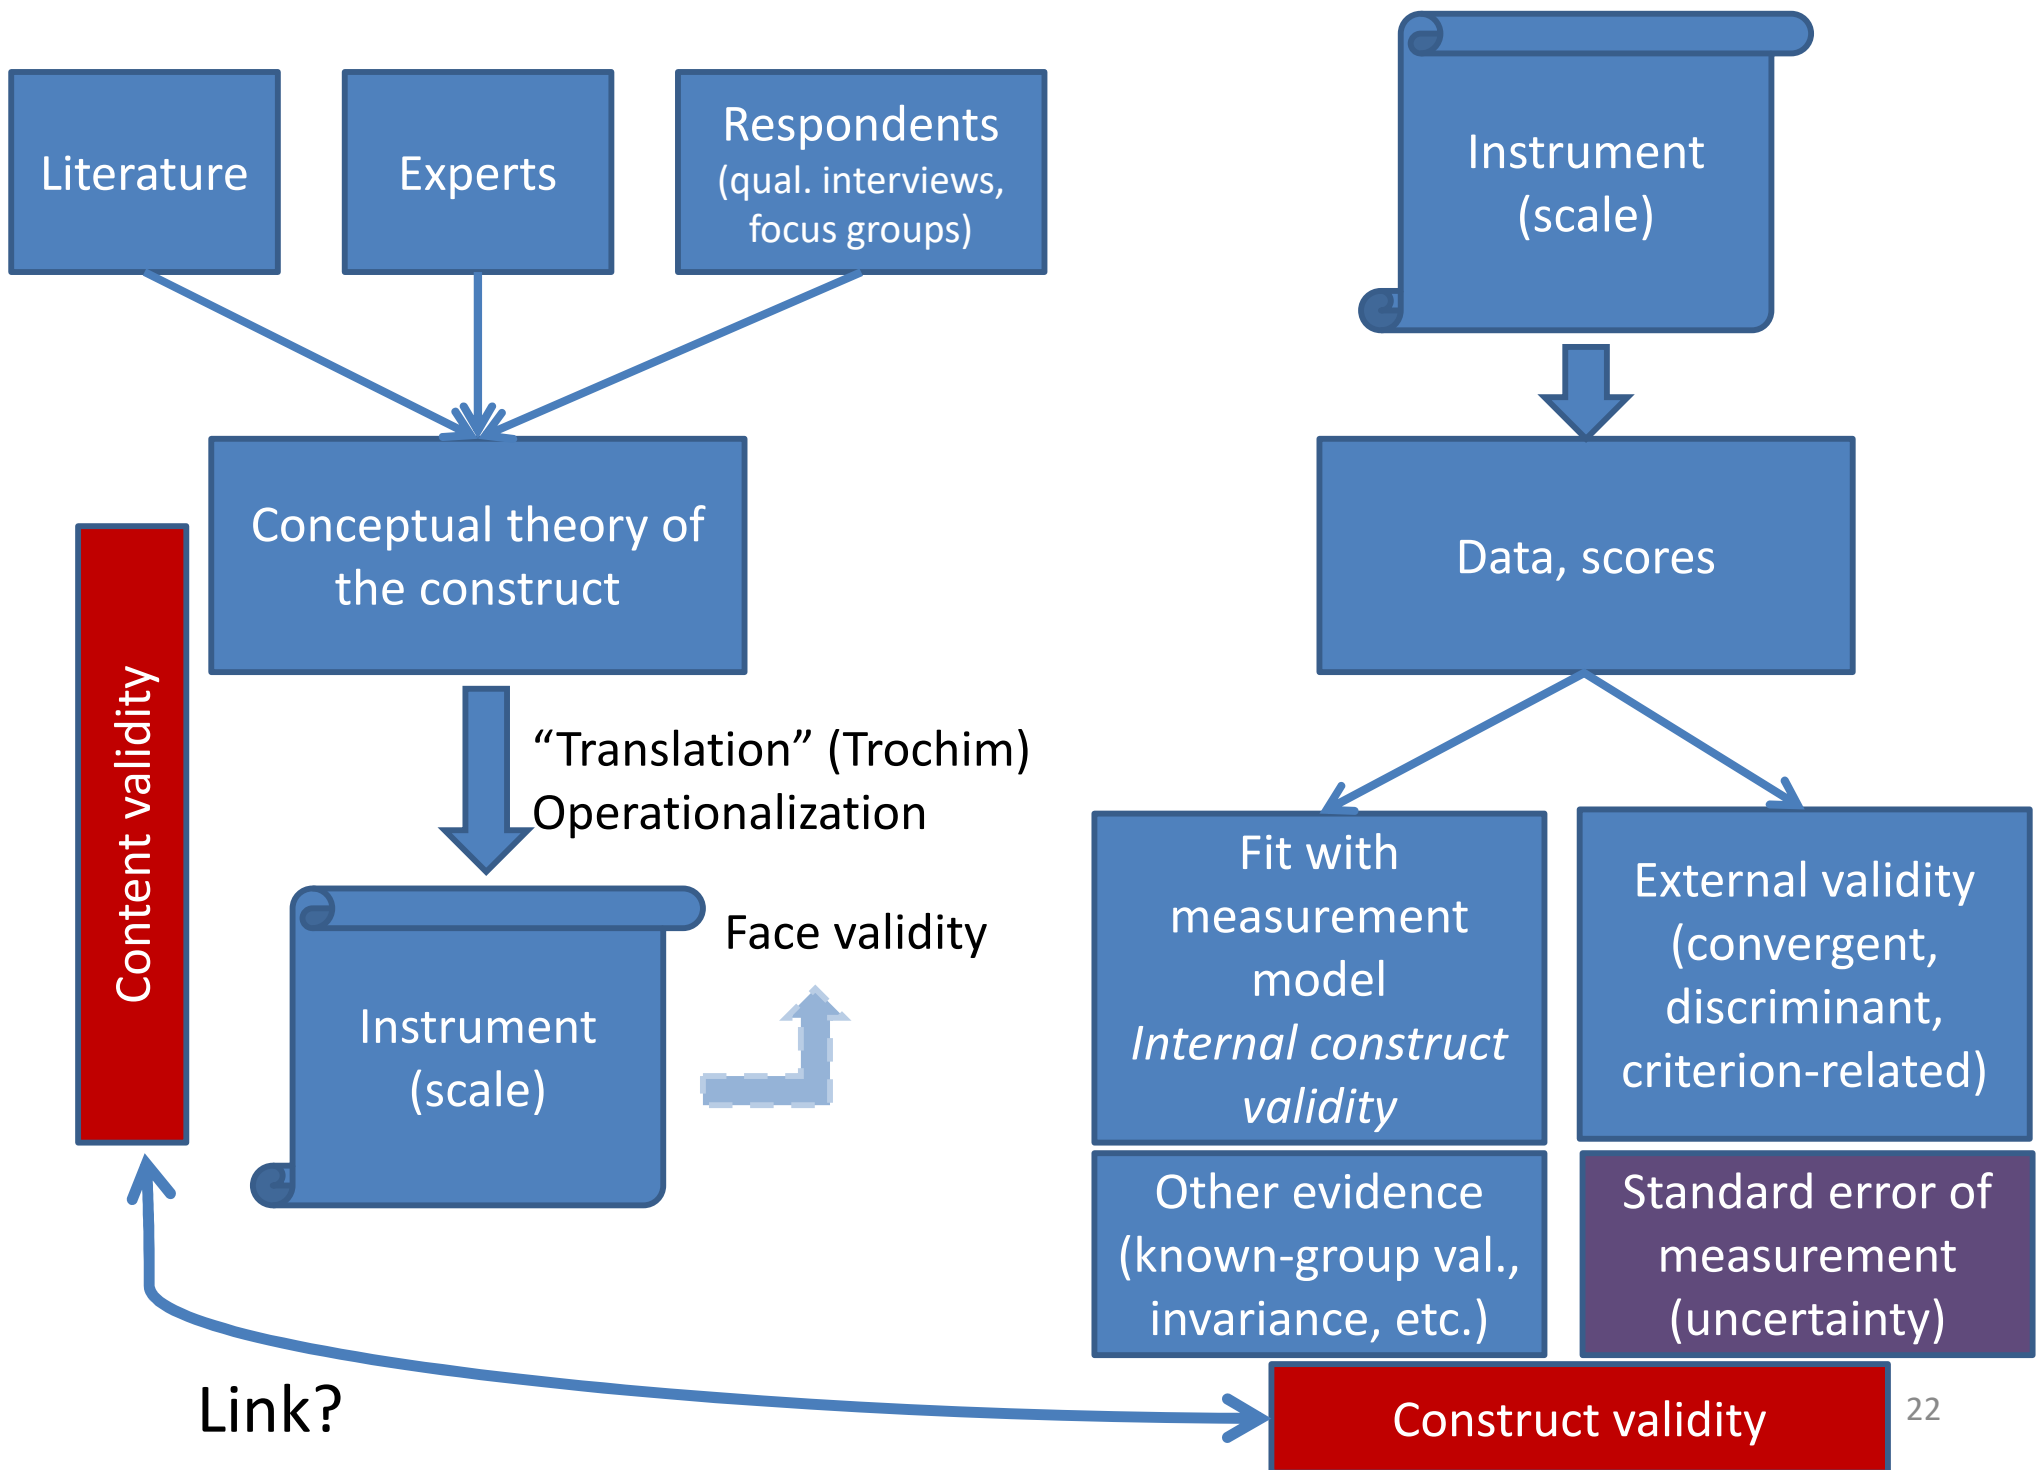 Literature
Experts
Respondents
(qual. interviews,
focus groups)
Conceptual theory of
the construct
Content validity
“Translation” (Trochim)
Operationalization
Face validity
Instrument
(scale)
Link?
Instrument
(scale)
Data, scores
Fit with
measurement
model
Internal construct
validity
External validity
(convergent,
discriminant,
criterion-related)
Other evidence
(known-group val.,
invariance, etc.)
Standard error of
measurement
(uncertainty)
Construct validity
22